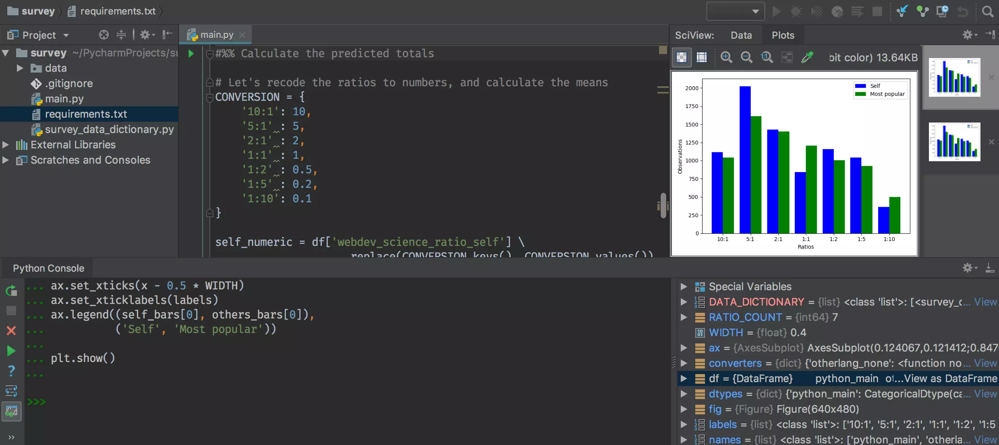 survey
requirements.txt
Project
survey ~/PycharmProjects/su
data
.gitignore
main.py
requirements.txt
survey_data_dictionary.py
External Libraries
Scratches and Consoles
main.py
#%% Calculate the predicted totals
# Let's recode the ratios to numbers, and calculate the means
CONVERSION = {
'10:1': 10,
'5:1' : 5,
'2:1' : 2,
'1:1' : 1,
'1:2' : 0.5,
'1:5' : 0.2,
'1:10': 0.1
}
self_numeric = df['webdev_science_ratio_self'] \
replace(CONVERSION.keys(), CONVERSION.values())
SciView: Data Plots
1:1
bit color) 13.64KB
Self
Most popular
2000
1750
1500
1250
1000
750
500
250
0
Observations
10:1 5:1 2:1 1:1 1:2 1:5 1:10
Ratios
Python Console
... ax.set_xticks(x - 0.5 * WIDTH)
... ax.set_xticklabels(labels)
... ax.legend((self_bars[0], others_bars[0]),
... ('Self', 'Most popular'))
...
... plt.show()
...
>>>
Special Variables
DATA_DICTIONARY = {list} <class 'list'>: [<survey_d... View
RATIO_COUNT = {int64} 7
WIDTH = {float} 0.4
ax = {AxesSubplot} AxesSubplot(0.124067,0.121412;0.847
converters = {dict} {'otherlang_none': <function no... View
df = {DataFrame} python_main ot...View as DataFrame
dtypes = {dict} {'python_main': CategoricalDtype(ca... View
fig = {Figure} Figure(640x480)
labels = {list} <class 'list'>: ['10:1', '5:1', '2:1', '1:1', '1:2', '1:5
names = {list} <class 'list'>: ['python_main', 'otherla... View